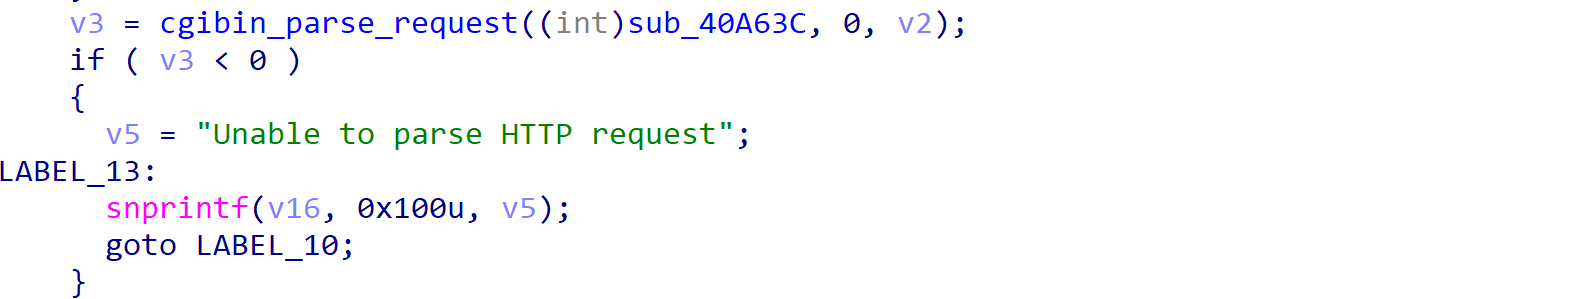 v3 = cgibin_parse_request((int)sub_40A63C, 0, v2);
if ( v3 < 0 )
{
v5 = "Unable to parse HTTP request";
LABEL_13:
snprintf(v16, 0x100u, v5);
goto LABEL_10;
}